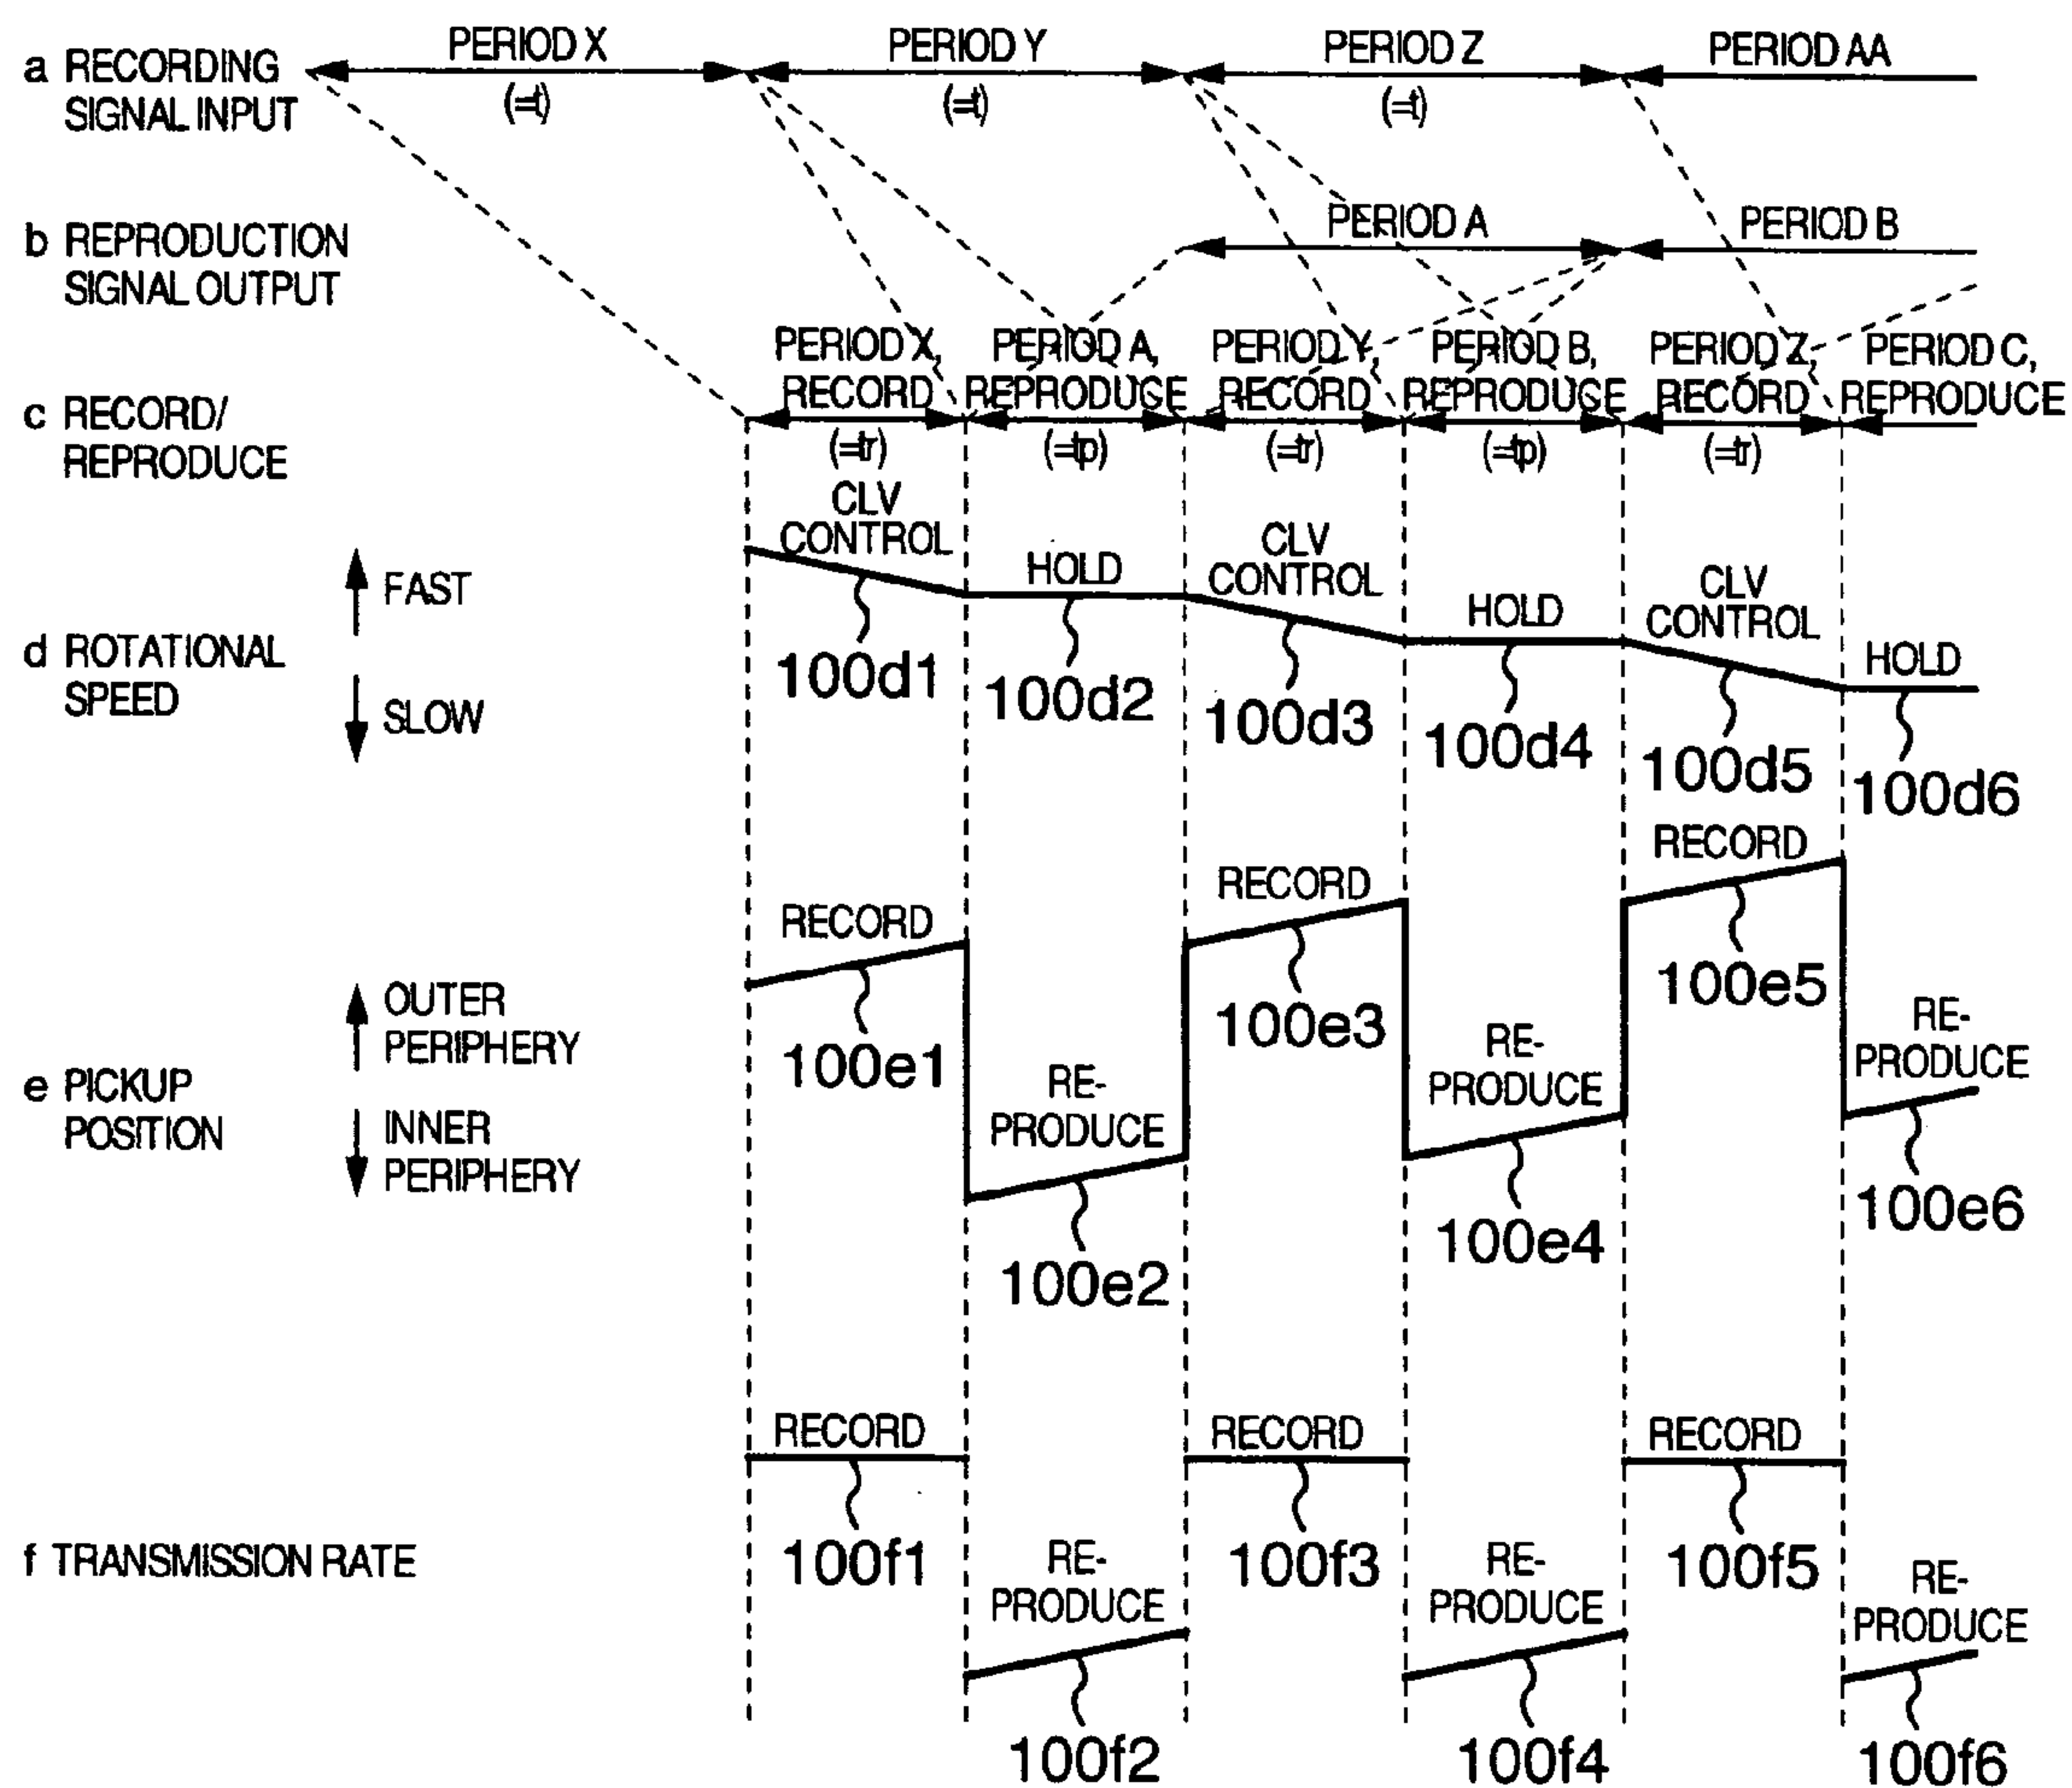 a RECORDING
SIGNAL INPUT
PERIOD X
(=t)
PERIOD Y
(=t)
PERIOD Z
(=t)
PERIOD AA
b REPRODUCTION
SIGNAL OUTPUT
PERIOD A
PERIOD B
c RECORD/
REPRODUCE
PERIOD X,
RECORD
(=tr)
PERIOD A,
REPRODUCE
(=tp)
PERIOD Y,
RECORD
(=tr)
PERIOD B,
REPRODUCE
(=tp)
PERIOD Z,
RECORD
(=tr)
PERIOD C,
REPRODUCE
d ROTATIONAL
SPEED
FAST
SLOW
CLV
CONTROL
100d1
HOLD
100d2
CLV
CONTROL
100d3
HOLD
100d4
CLV
CONTROL
100d5
HOLD
100d6
e PICKUP
POSITION
OUTER
PERIPHERY
INNER
PERIPHERY
RECORD
100e1
RE-
PRODUCE
100e2
RECORD
100e3
RE-
PRODUCE
100e4
RECORD
100e5
RE-
PRODUCE
100e6
f TRANSMISSION RATE
RECORD
100f1
RE-
PRODUCE
100f2
RECORD
100f3
RE-
PRODUCE
100f4
RECORD
100f5
RE-
PRODUCE
100f6